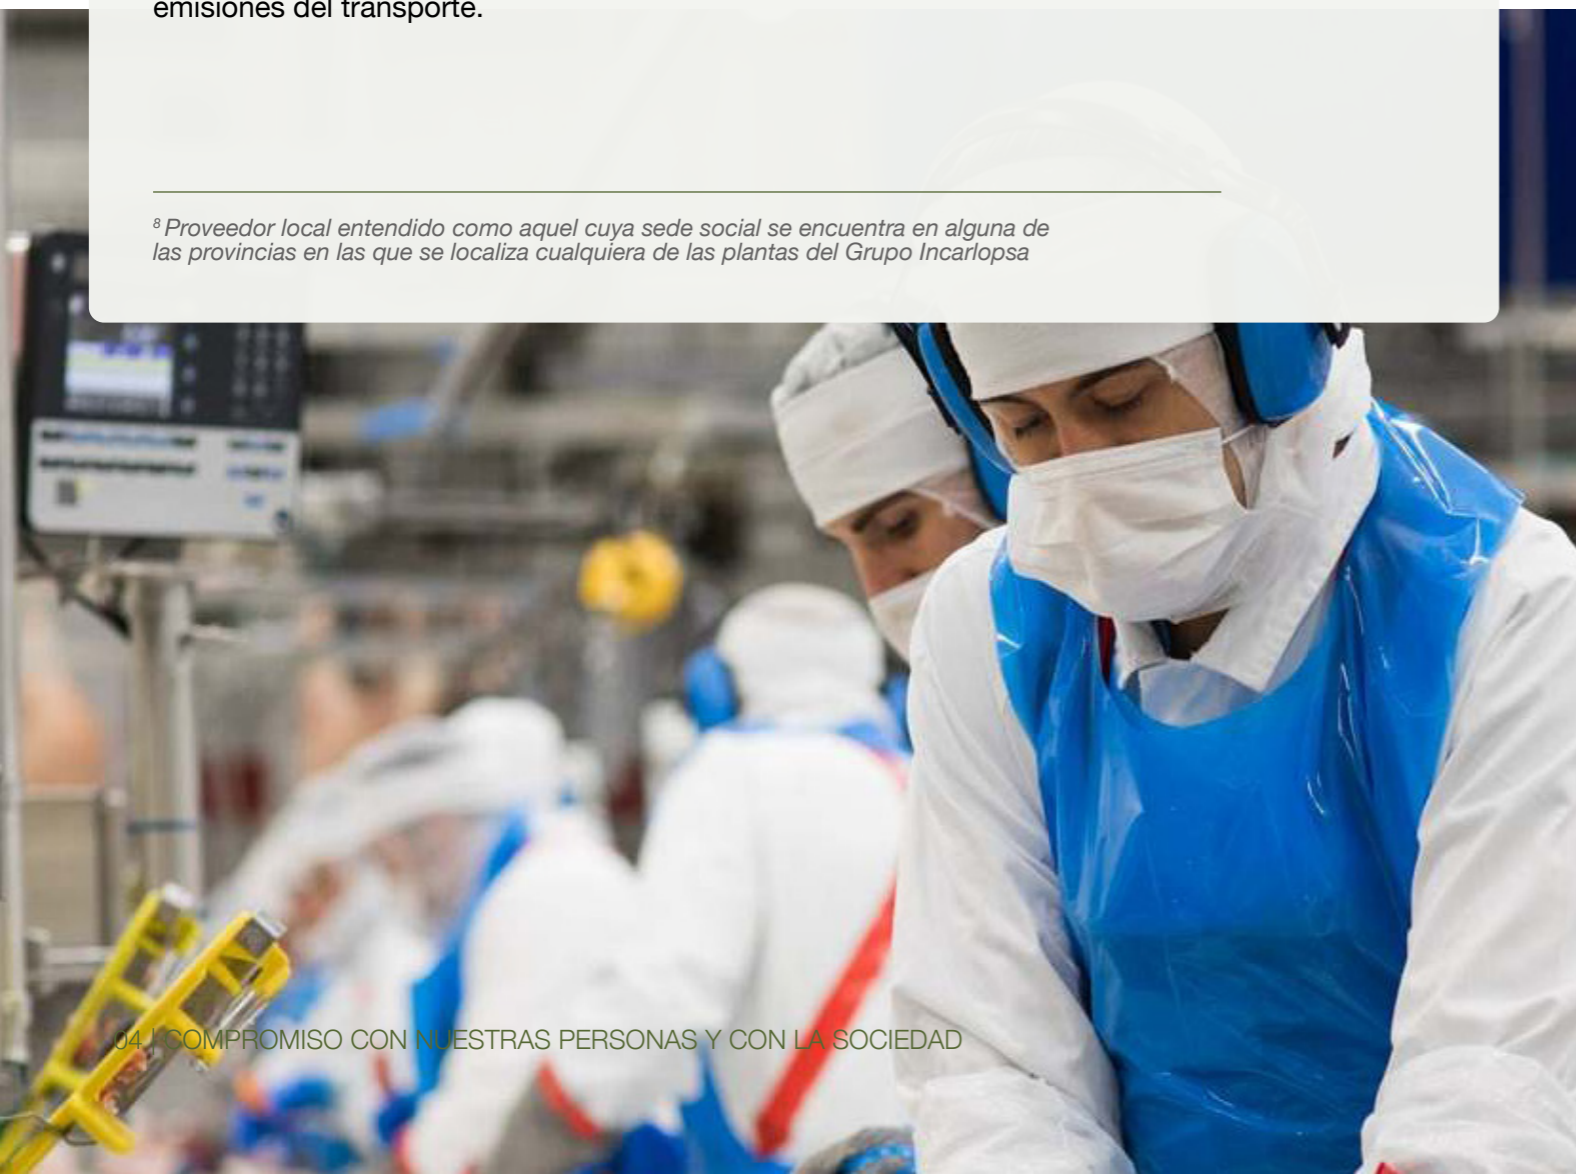 emisiones del transporte.
⁸ Proveedor local entendido como aquel cuya sede social se encuentra en alguna de
las provincias en las que se localiza cualquiera de las plantas del Grupo Incarlopsa
04 | COMPROMISO CON NUESTRAS PERSONAS Y CON LA SOCIEDAD